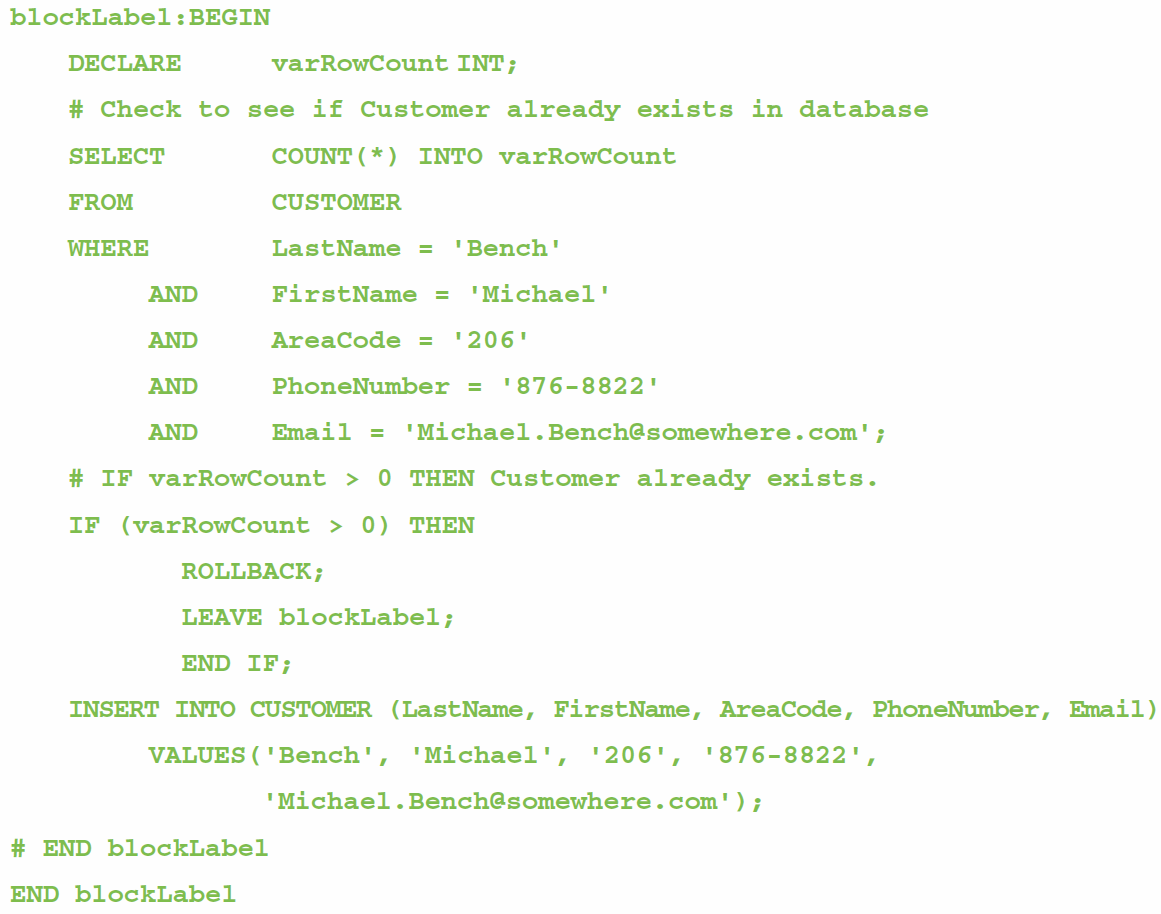 blockLabel:BEGIN
DECLARE varRowCount INT;
# Check to see if Customer already exists in database
SELECT COUNT(*) INTO varRowCount
FROM CUSTOMER
WHERE LastName = 'Bench'
AND FirstName = 'Michael'
AND AreaCode = '206'
AND PhoneNumber = '876-8822'
AND Email = 'Michael.Bench@somewhere.com';
# IF varRowCount > 0 THEN Customer already exists.
IF (varRowCount > 0) THEN
ROLLBACK;
LEAVE blockLabel;
END IF;
INSERT INTO CUSTOMER (LastName, FirstName, AreaCode, PhoneNumber, Email)
VALUES('Bench', 'Michael', '206', '876-8822',
'Michael.Bench@somewhere.com');
# END blockLabel
END blockLabel